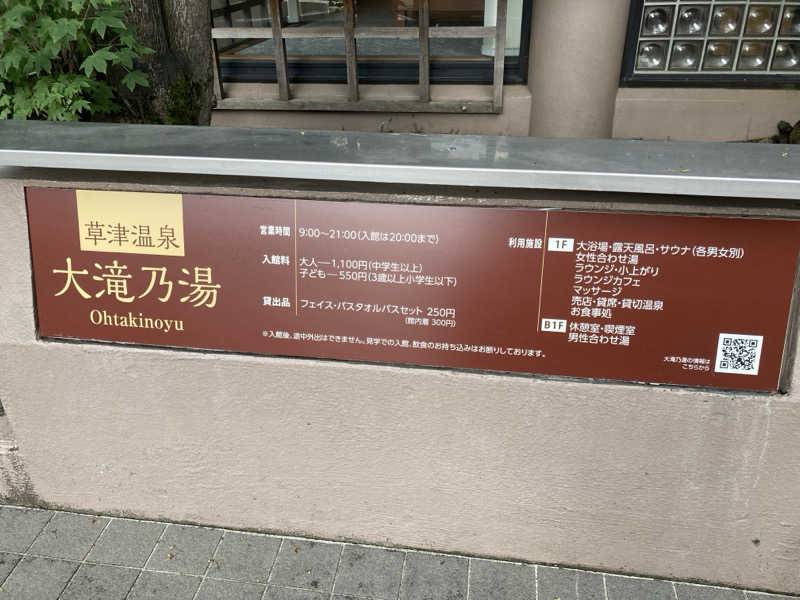 草津温泉
大滝乃湯
Ohtakinoyu
営業時間 9:00～21:00(入館は20:00まで)
入館料 大人―1,100円(中学生以上)
子ども―550円(3歳以上小学生以下)
貸出品 フェイス・バスタオルバスセット 250円
(館内着 300円)
※入館後、途中外出はできません。見学での入館、飲食のお持ち込みはお断りしております。
利用施設 1F 大浴場・露天風呂・サウナ(各男女別)
女性合わせ湯
ラウンジ・小上がり
ラウンジカフェ
マッサージ
売店・貸席・貸切温泉
お食事処
B1F 休憩室・喫煙室
男性合わせ湯
大滝乃湯の情報は
こちらから